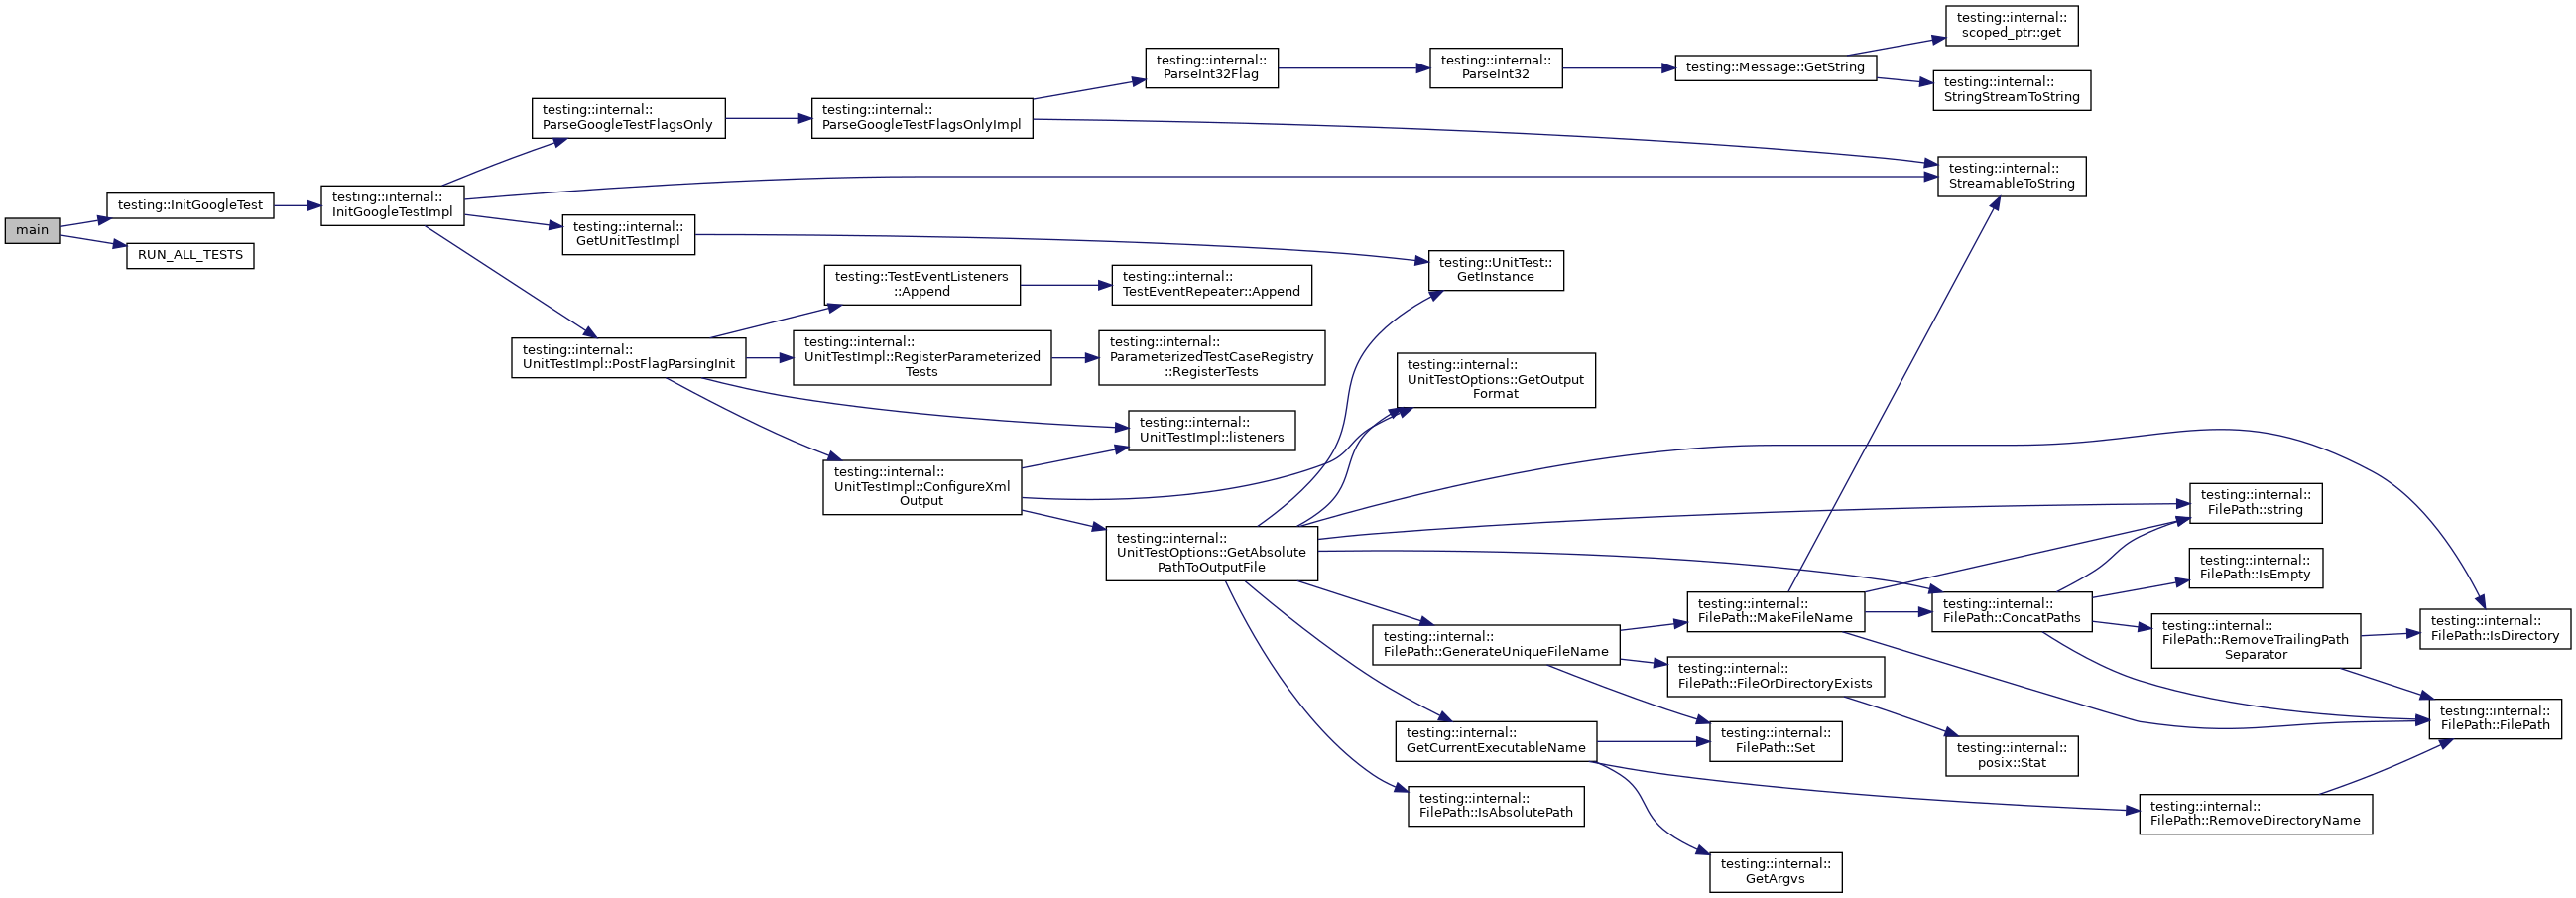 main
testing::InitGoogleTest
RUN_ALL_TESTS
testing::internal::
InitGoogleTestImpl
testing::internal::
ParseGoogleTestFlagsOnly
testing::internal::
GetUnitTestImpl
testing::internal::
UnitTestImpl::PostFlagParsingInit
testing::internal::
ParseGoogleTestFlagsOnlyImpl
testing::TestEventListeners
::Append
testing::internal::
UnitTestImpl::RegisterParameterized
Tests
testing::internal::
UnitTestImpl::ConfigureXml
Output
testing::internal::
ParseInt32Flag
testing::internal::
TestEventRepeater::Append
testing::internal::
ParameterizedTestCaseRegistry
::RegisterTests
testing::internal::
UnitTestImpl::listeners
testing::internal::
UnitTestOptions::GetAbsolute
PathToOutputFile
testing::internal::
ParseInt32
testing::UnitTest::
GetInstance
testing::internal::
UnitTestOptions::GetOutput
Format
testing::internal::
FilePath::GenerateUniqueFileName
testing::internal::
GetCurrentExecutableName
testing::internal::
FilePath::IsAbsolutePath
testing::Message::GetString
testing::internal::
FilePath::MakeFileName
testing::internal::
FilePath::FileOrDirectoryExists
testing::internal::
FilePath::Set
testing::internal::
GetArgvs
testing::internal::
scoped_ptr::get
testing::internal::
StringStreamToString
testing::internal::
StreamableToString
testing::internal::
FilePath::ConcatPaths
testing::internal::
posix::Stat
testing::internal::
FilePath::string
testing::internal::
FilePath::IsEmpty
testing::internal::
FilePath::RemoveTrailingPath
Separator
testing::internal::
FilePath::RemoveDirectoryName
testing::internal::
FilePath::IsDirectory
testing::internal::
FilePath::FilePath